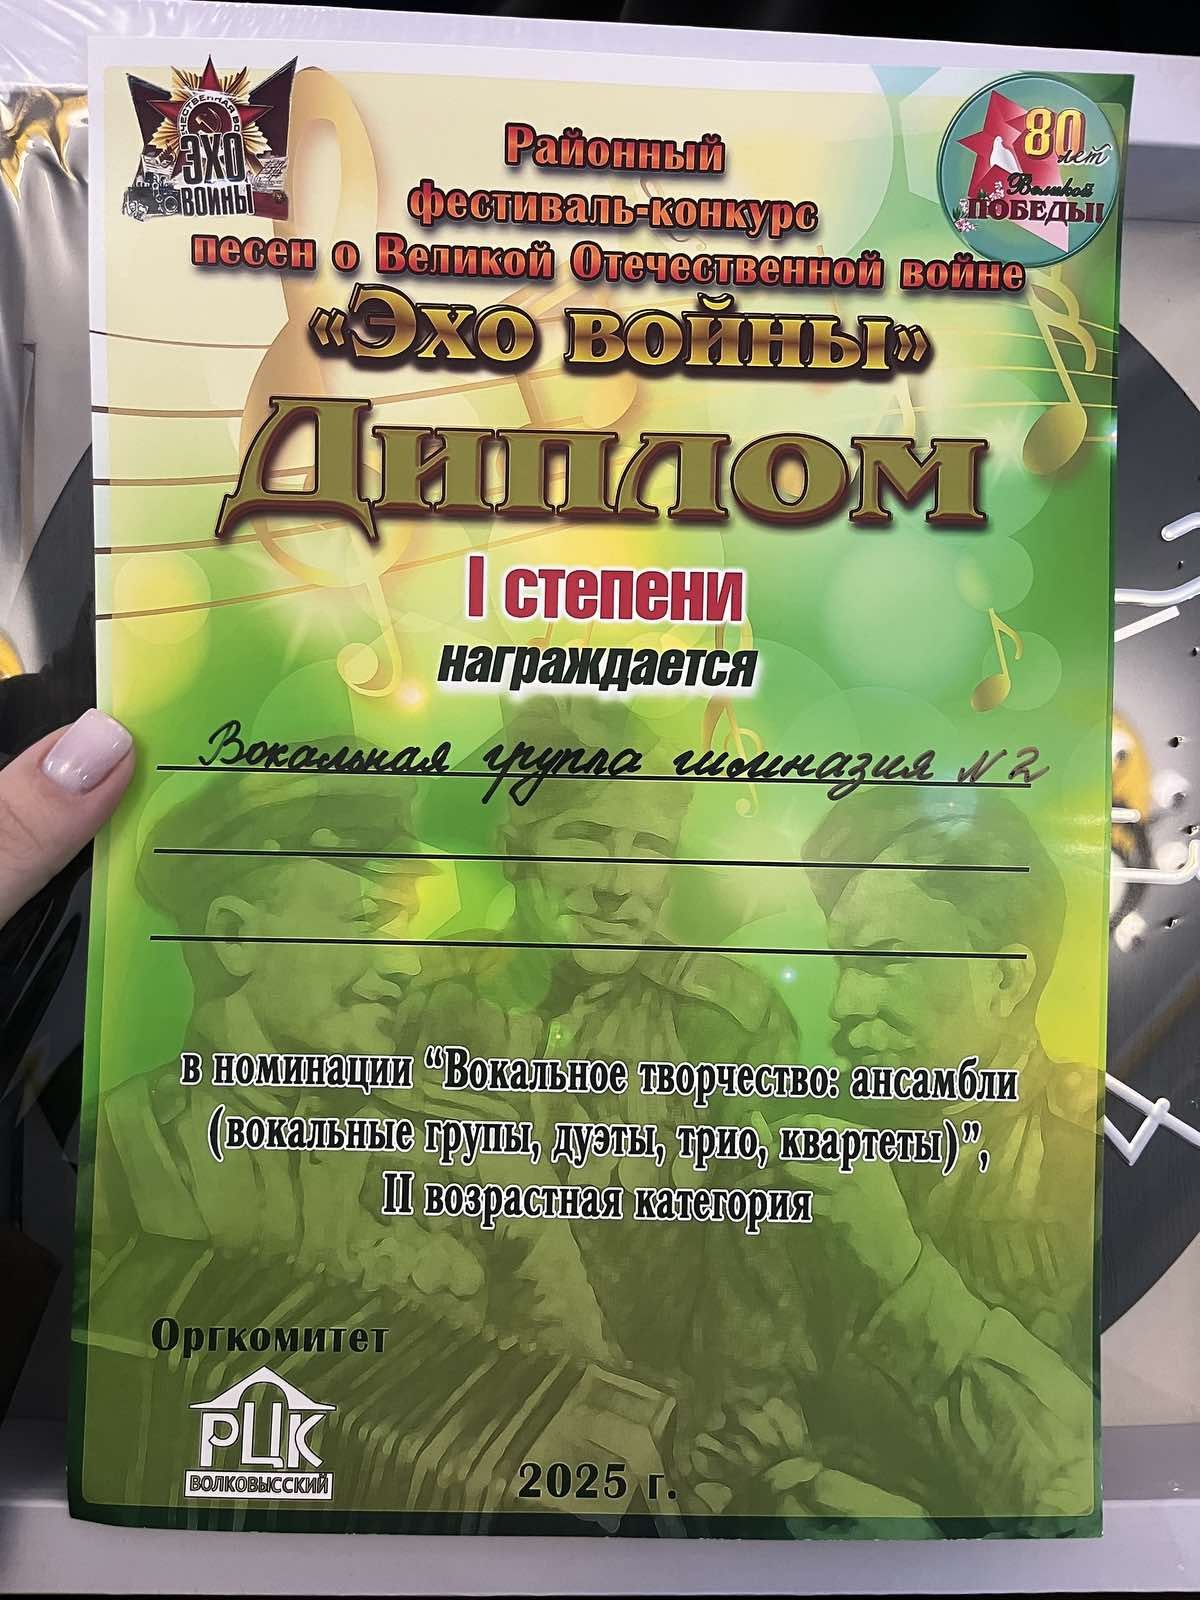 ЭХО
ВОЙНЫ
80 лет
Великой
ПОБЕДЫ!
Районный
фестиваль-конкурс
песен о Великой Отечественной войне
«Эхо войны»
Диплом
I степени
награждается
Вокальная группа гимназия №2
в номинации “Вокальное творчество: ансамбли
(вокальные групы, дуэты, трио, квартеты)”,
II возрастная категория
Оргкомитет
РЦК
ВОЛКОВЫССКИЙ
2025 г.